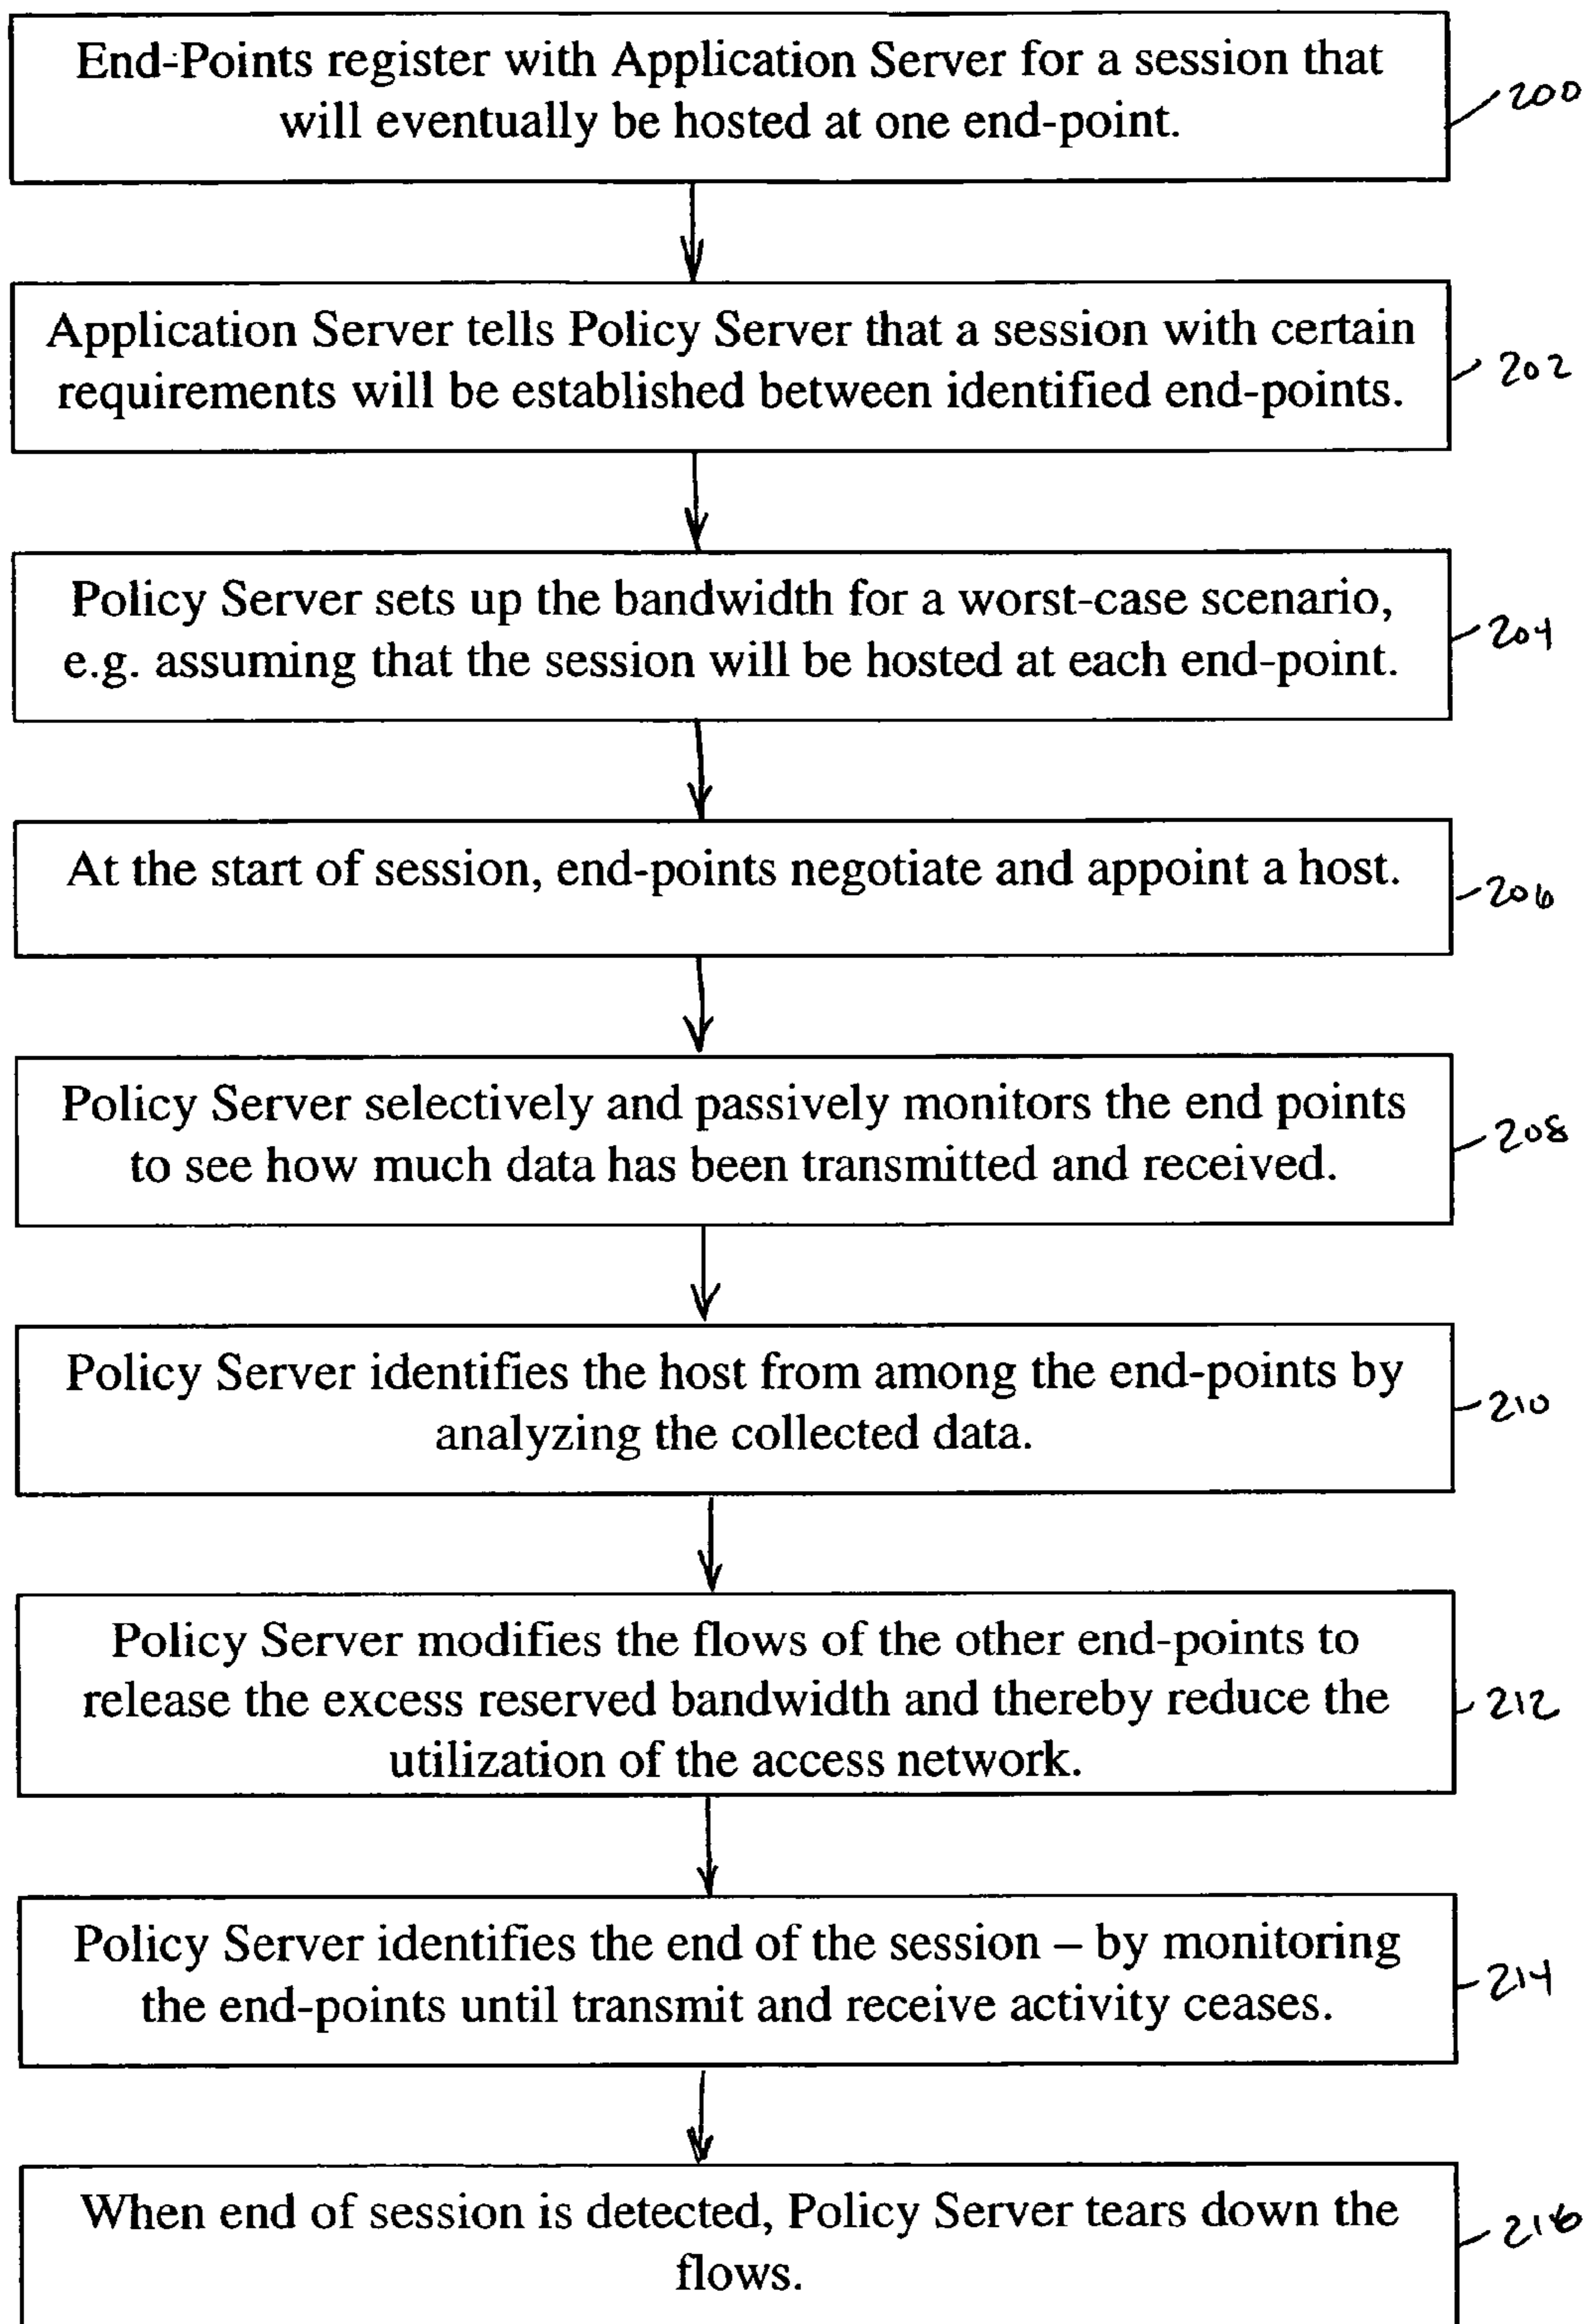 End-Points register with Application Server for a session that
will eventually be hosted at one end-point.
200
Application Server tells Policy Server that a session with certain
requirements will be established between identified end-points.
202
Policy Server sets up the bandwidth for a worst-case scenario,
e.g. assuming that the session will be hosted at each end-point.
204
At the start of session, end-points negotiate and appoint a host.
206
Policy Server selectively and passively monitors the end points
to see how much data has been transmitted and received.
208
Policy Server identifies the host from among the end-points by
analyzing the collected data.
210
Policy Server modifies the flows of the other end-points to
release the excess reserved bandwidth and thereby reduce the
utilization of the access network.
212
Policy Server identifies the end of the session – by monitoring
the end-points until transmit and receive activity ceases.
214
When end of session is detected, Policy Server tears down the
flows.
216